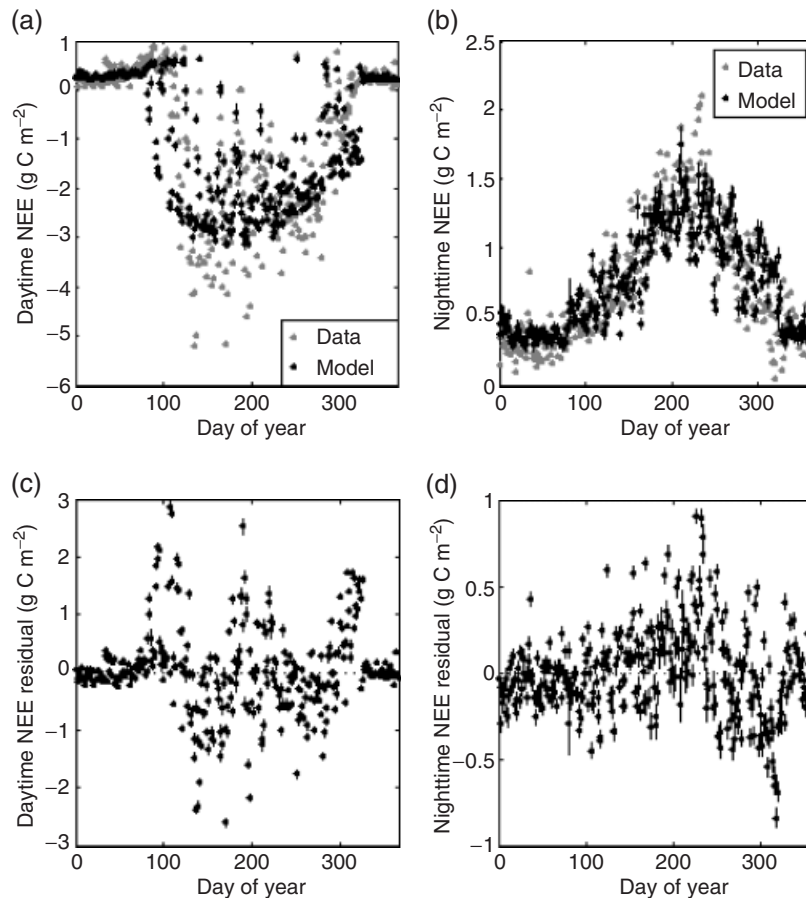 (a)
1
0
−1
−2
−3
−4
−5
−6
Daytime NEE (g C m−2)
Data
Model
0 100 200 300
Day of year
(b)
2.5
2
1.5
1
0.5
0
Nighttime NEE (g C m−2)
Data
Model
0 100 200 300
Day of year
(c)
3
2
1
0
−1
−2
−3
Daytime NEE residual (g C m−2)
0 100 200 300
Day of year
(d)
1
0.5
0
−0.5
−1
Nighttime NEE residual (g C m−2)
0 100 200 300
Day of year